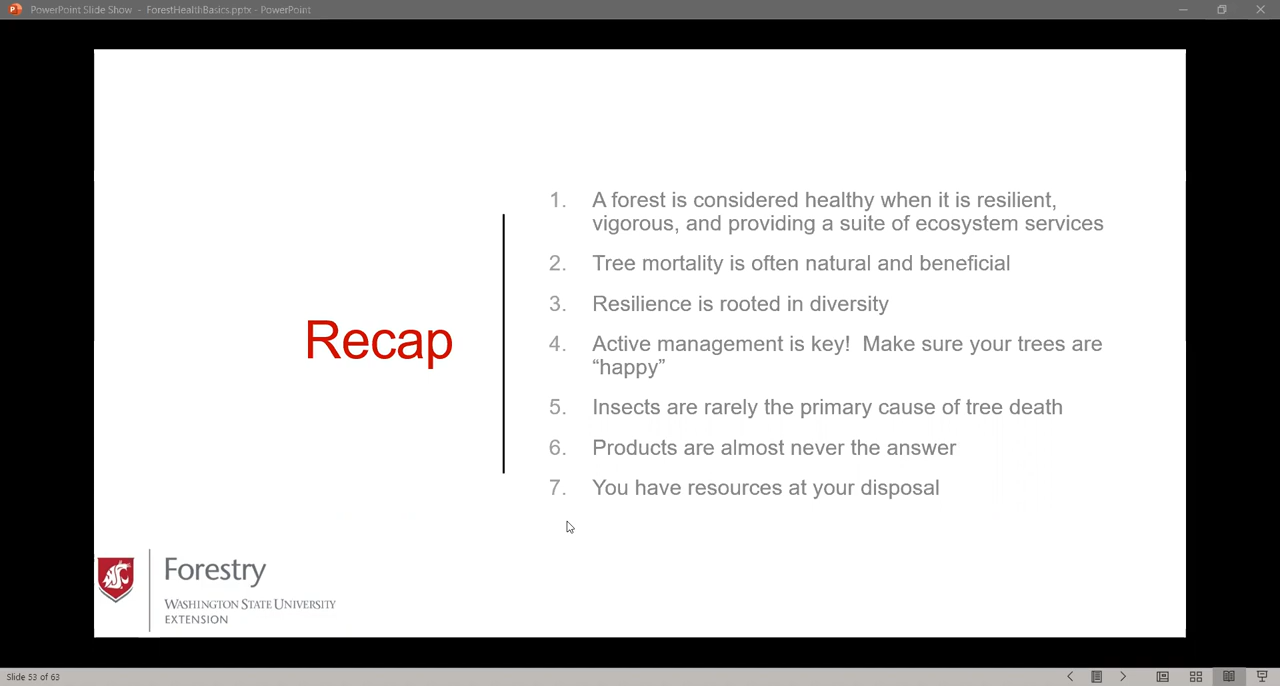 PowerPoint Slide Show - ForestHealthBasics.pptx - PowerPoint
1. A forest is considered healthy when it is resilient,
vigorous, and providing a suite of ecosystem services
2. Tree mortality is often natural and beneficial
3. Resilience is rooted in diversity
4. Active management is key!  Make sure your trees are
“happy”
5. Insects are rarely the primary cause of tree death
6. Products are almost never the answer
7. You have resources at your disposal
Recap
Forestry
WASHINGTON STATE UNIVERSITY
EXTENSION
Slide 53 of 63